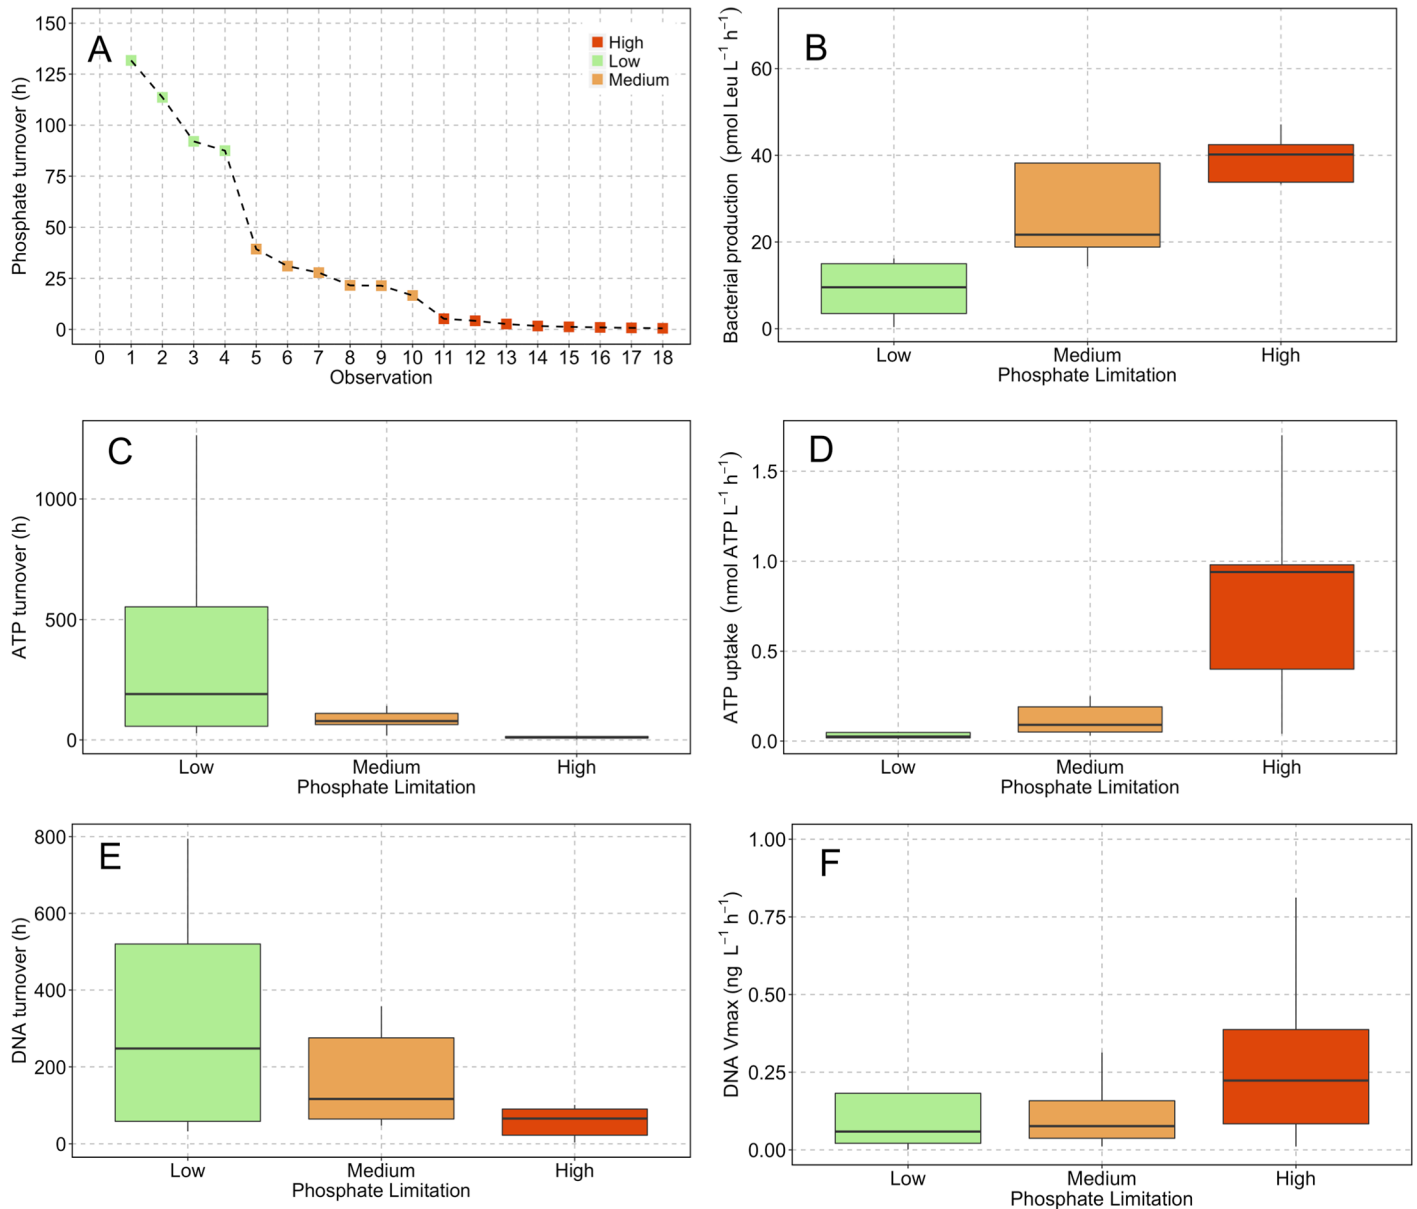 A
Phosphate turnover (h)
150
125
100
75
50
25
0
High
Low
Medium
0 1 2 3 4 5 6 7 8 9 10 11 12 13 14 15 16 17 18
Observation
B
Bacterial production (pmol Leu L⁻¹ h⁻¹)
60
40
20
0
Low Medium High
Phosphate Limitation
C
ATP turnover (h)
1000
500
0
Low Medium High
Phosphate Limitation
D
ATP uptake (nmol ATP L⁻¹ h⁻¹)
1.5
1.0
0.5
0.0
Low Medium High
Phosphate Limitation
E
DNA turnover (h)
800
600
400
200
0
Low Medium High
Phosphate Limitation
F
DNA Vmax (ng L⁻¹ h⁻¹)
1.00
0.75
0.50
0.25
0.00
Low Medium High
Phosphate Limitation